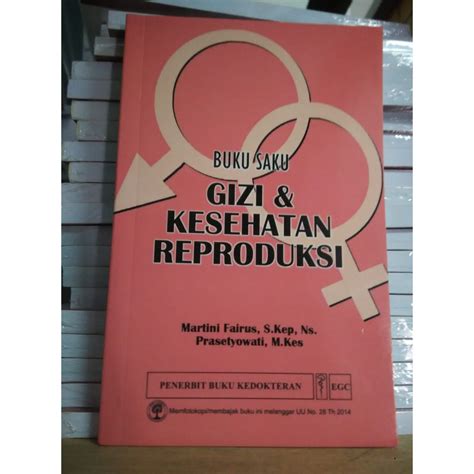 BUKU SAKU
GIZI &
KESEHATAN
REPRODUKSI
Martini Fairus, S.Kep, Ns.
Prasetyowati, M.Kes
PENERBIT BUKU KEDOKTERAN
EGC
Memfotokopi/membajak buku ini melanggar UU No. 28 Th 2014